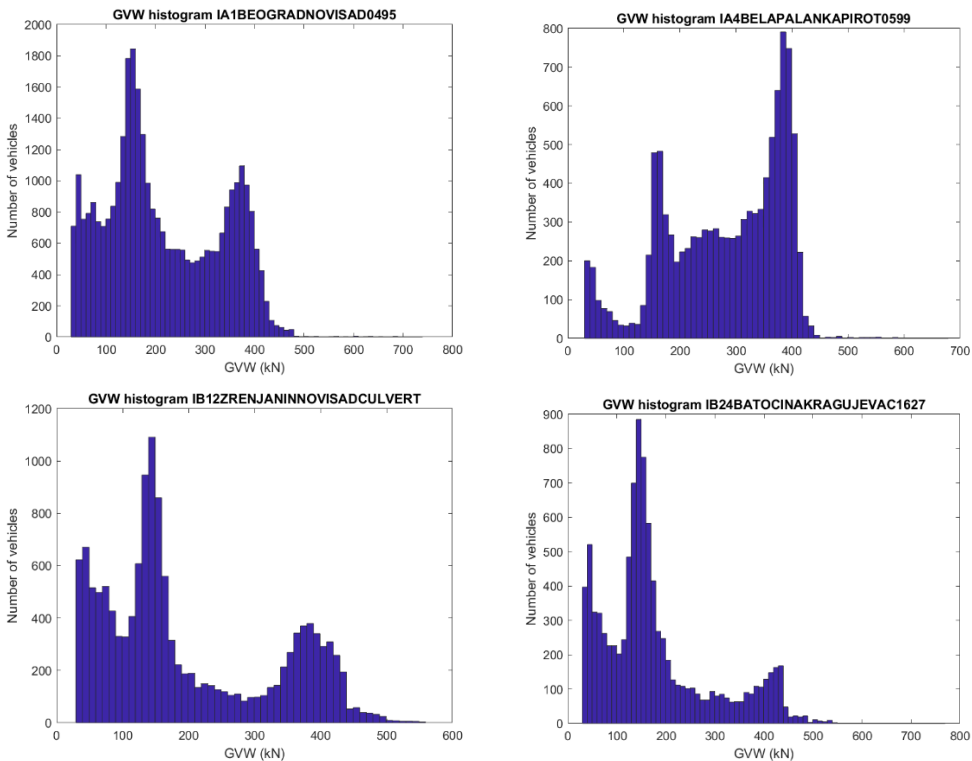 GVW histogram IA1BEOGRADNOVISAD0495
2000
1800
1600
1400
1200
1000
800
600
400
200
0
Number of vehicles
0 100 200 300 400 500 600 700 800
GVW (kN)
GVW histogram IA4BELAPALANKAPIROT0599
800
700
600
500
400
300
200
100
0
Number of vehicles
0 100 200 300 400 500 600 700
GVW (kN)
GVW histogram IB12ZRENJANINNOVISADCULVERT
1200
1000
800
600
400
200
0
Number of vehicles
0 100 200 300 400 500 600
GVW (kN)
GVW histogram IB24BATOCINAKRAGUJEVAC1627
900
800
700
600
500
400
300
200
100
0
Number of vehicles
0 100 200 300 400 500 600 700 800
GVW (kN)